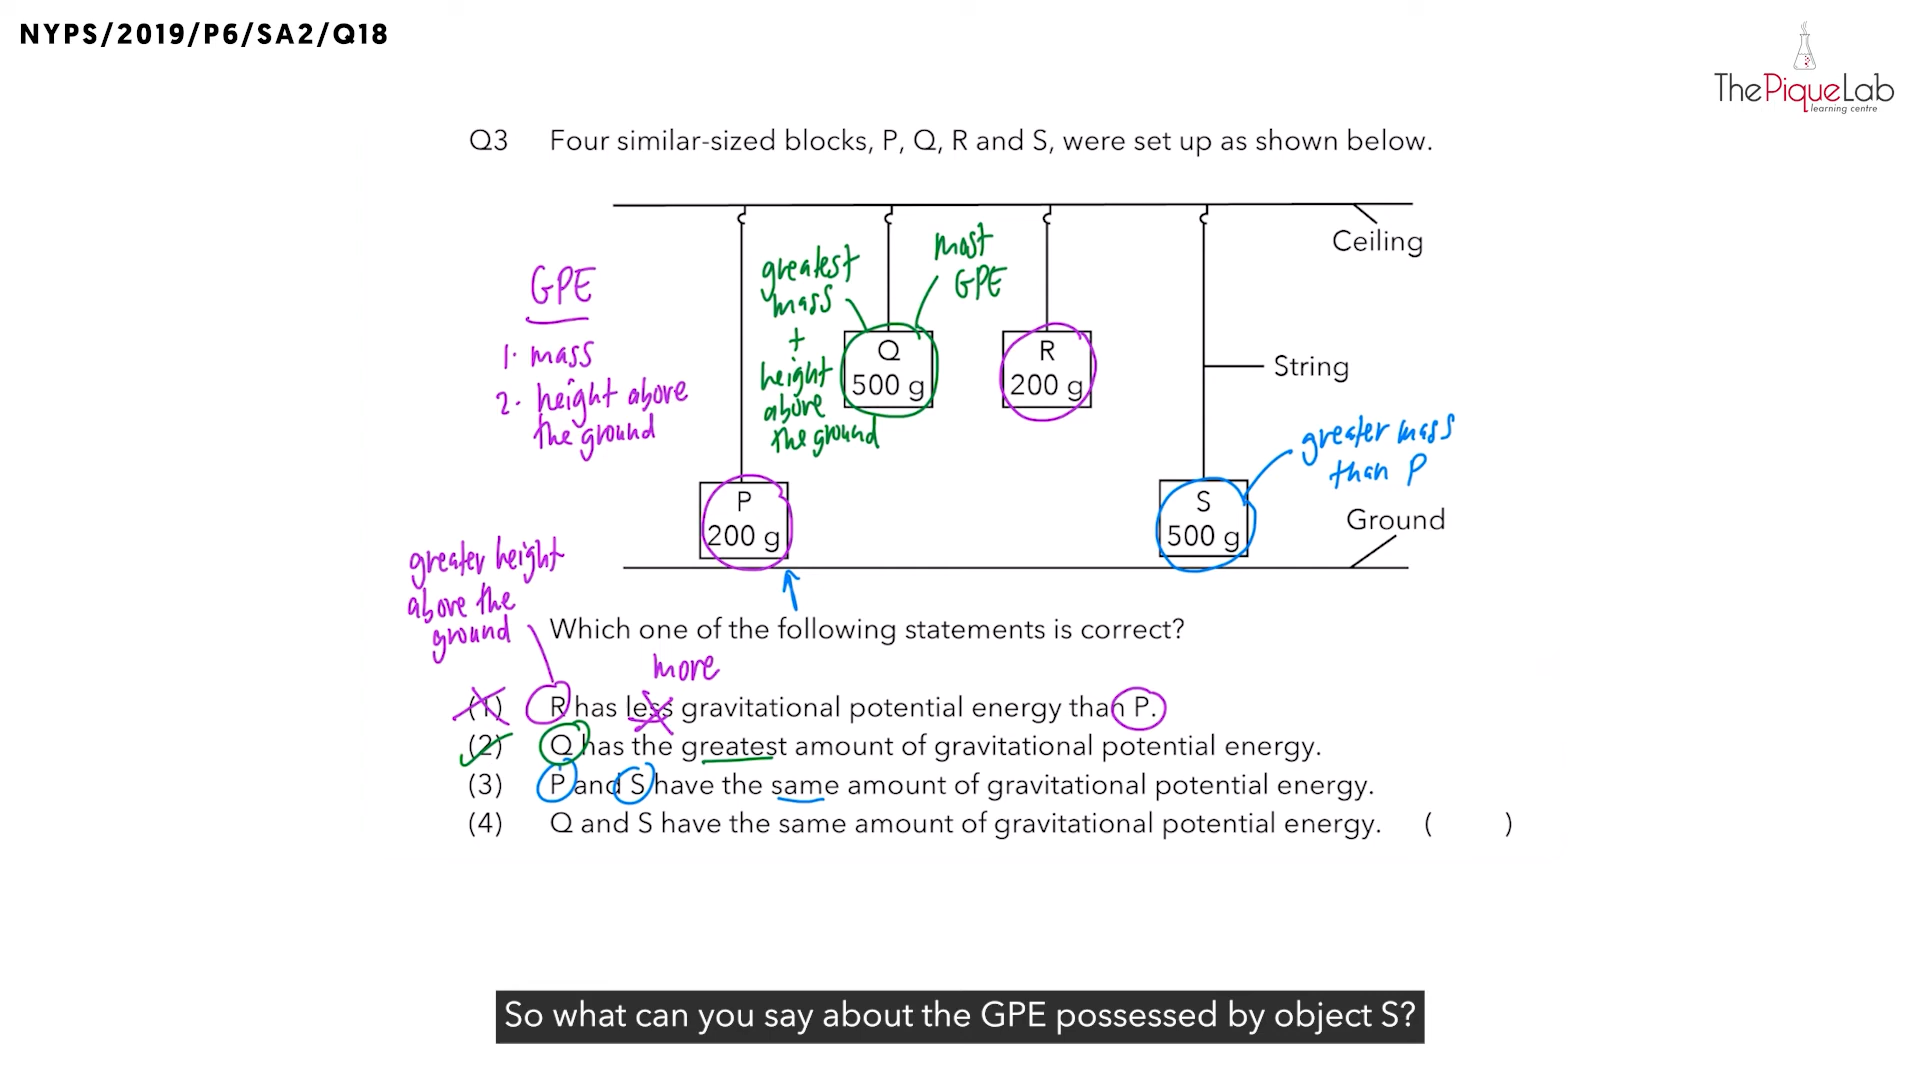 NYPS/2019/P6/SA2/Q18
ThePiqueLab
learning centre
Q3 Four similar-sized blocks, P, Q, R and S, were set up as shown below.
Ceiling
GPE
1. mass
2. height above
the ground
greatest
mass
+
height
above
the ground
most
GPE
Q
500 g
R
200 g
String
greater mass
than P
P
200 g
S
500 g
Ground
greater height
above the
ground
Which one of the following statements is correct?
more
(1) R has less gravitational potential energy than P.
(2) Q has the greatest amount of gravitational potential energy.
(3) P and S have the same amount of gravitational potential energy.
(4) Q and S have the same amount of gravitational potential energy. ( )
So what can you say about the GPE possessed by object S?